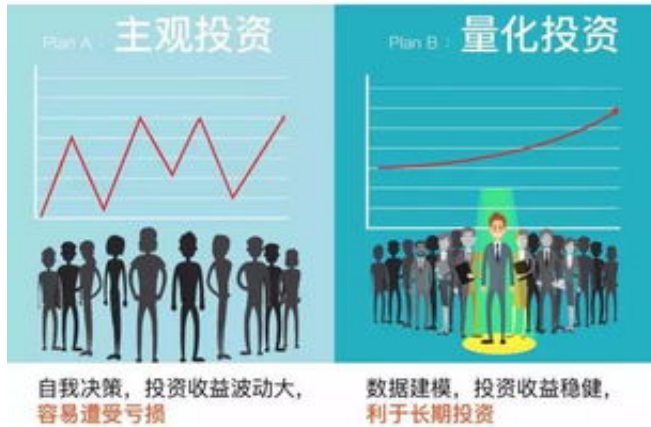 Plan A： 主观投资
Plan B： 量化投资
自我决策，投资收益波动大，
容易遭受亏损
数据建模，投资收益稳健，
利于长期投资